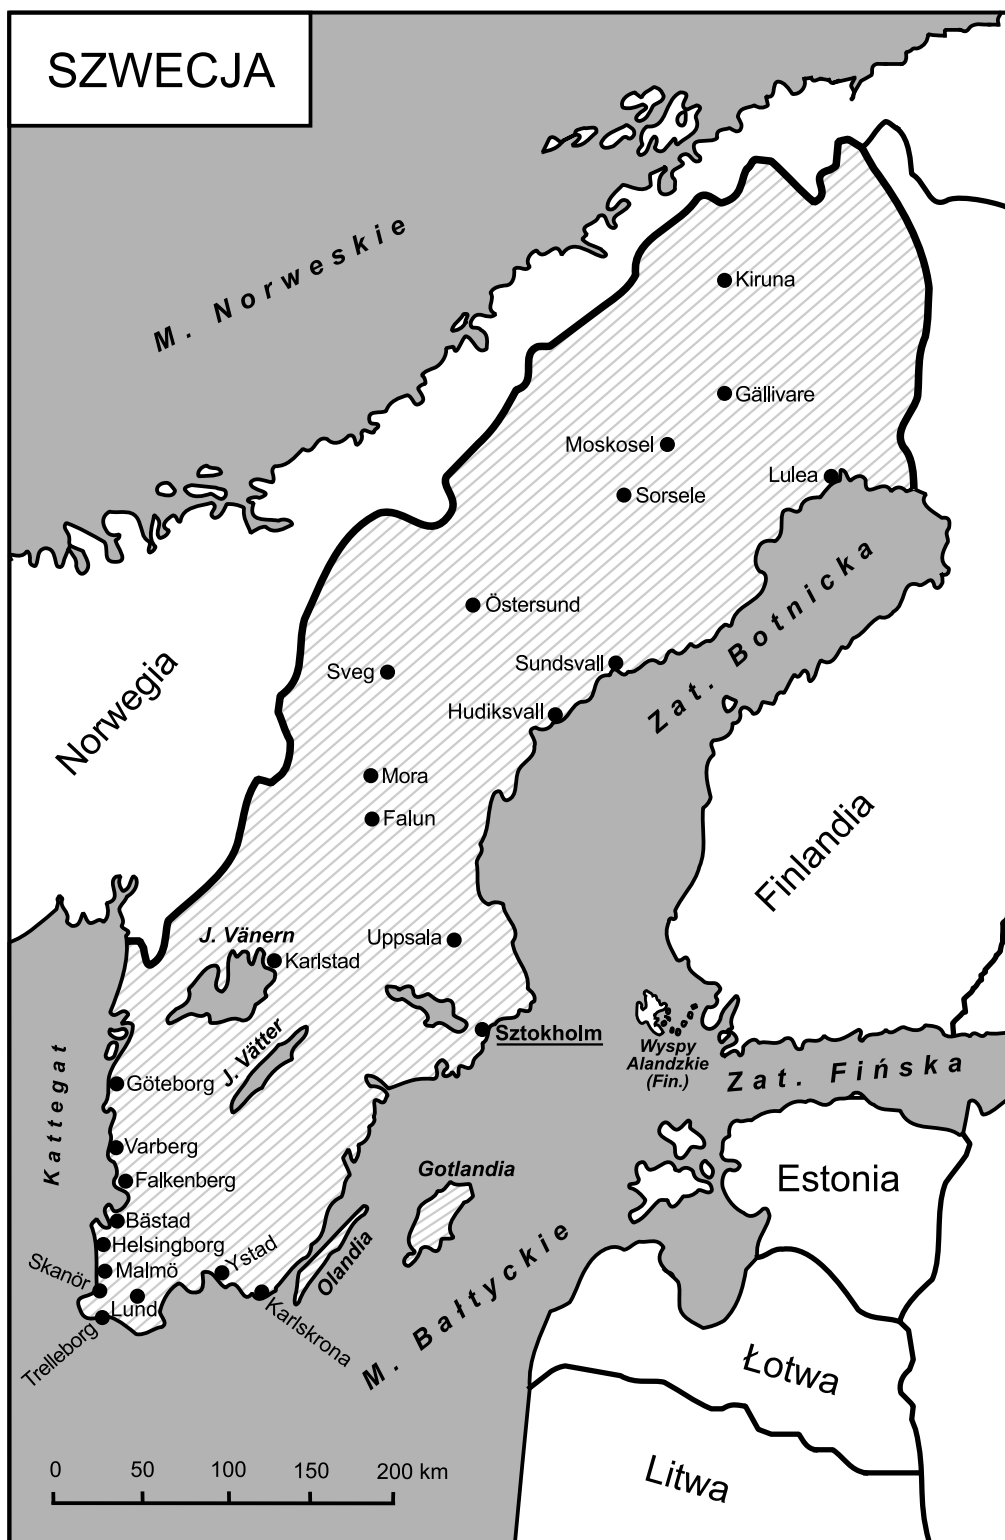 SZWECJA
M. Norweskie
Kiruna
Gällivare
Moskosel
Lulea
Sorsele
Zat. Botnicka
Östersund
Norwegia
Sundsvall
Sveg
Hudiksvall
Mora
Falun
Finlandia
J. Vänern
Uppsala
Karlstad
Sztokholm
J. Vätter
Wyspy
Alandzkie
(Fin.)
Zat. Fińska
Kattegat
Göteborg
Varberg
Gotlandia
Estonia
Falkenberg
Bästad
Helsingborg
Ystad
Olandia
Malmö
Skanör
Lund
Karlskrona
M. Bałtyckie
Trelleborg
Łotwa
Litwa
0 50 100 150 200 km